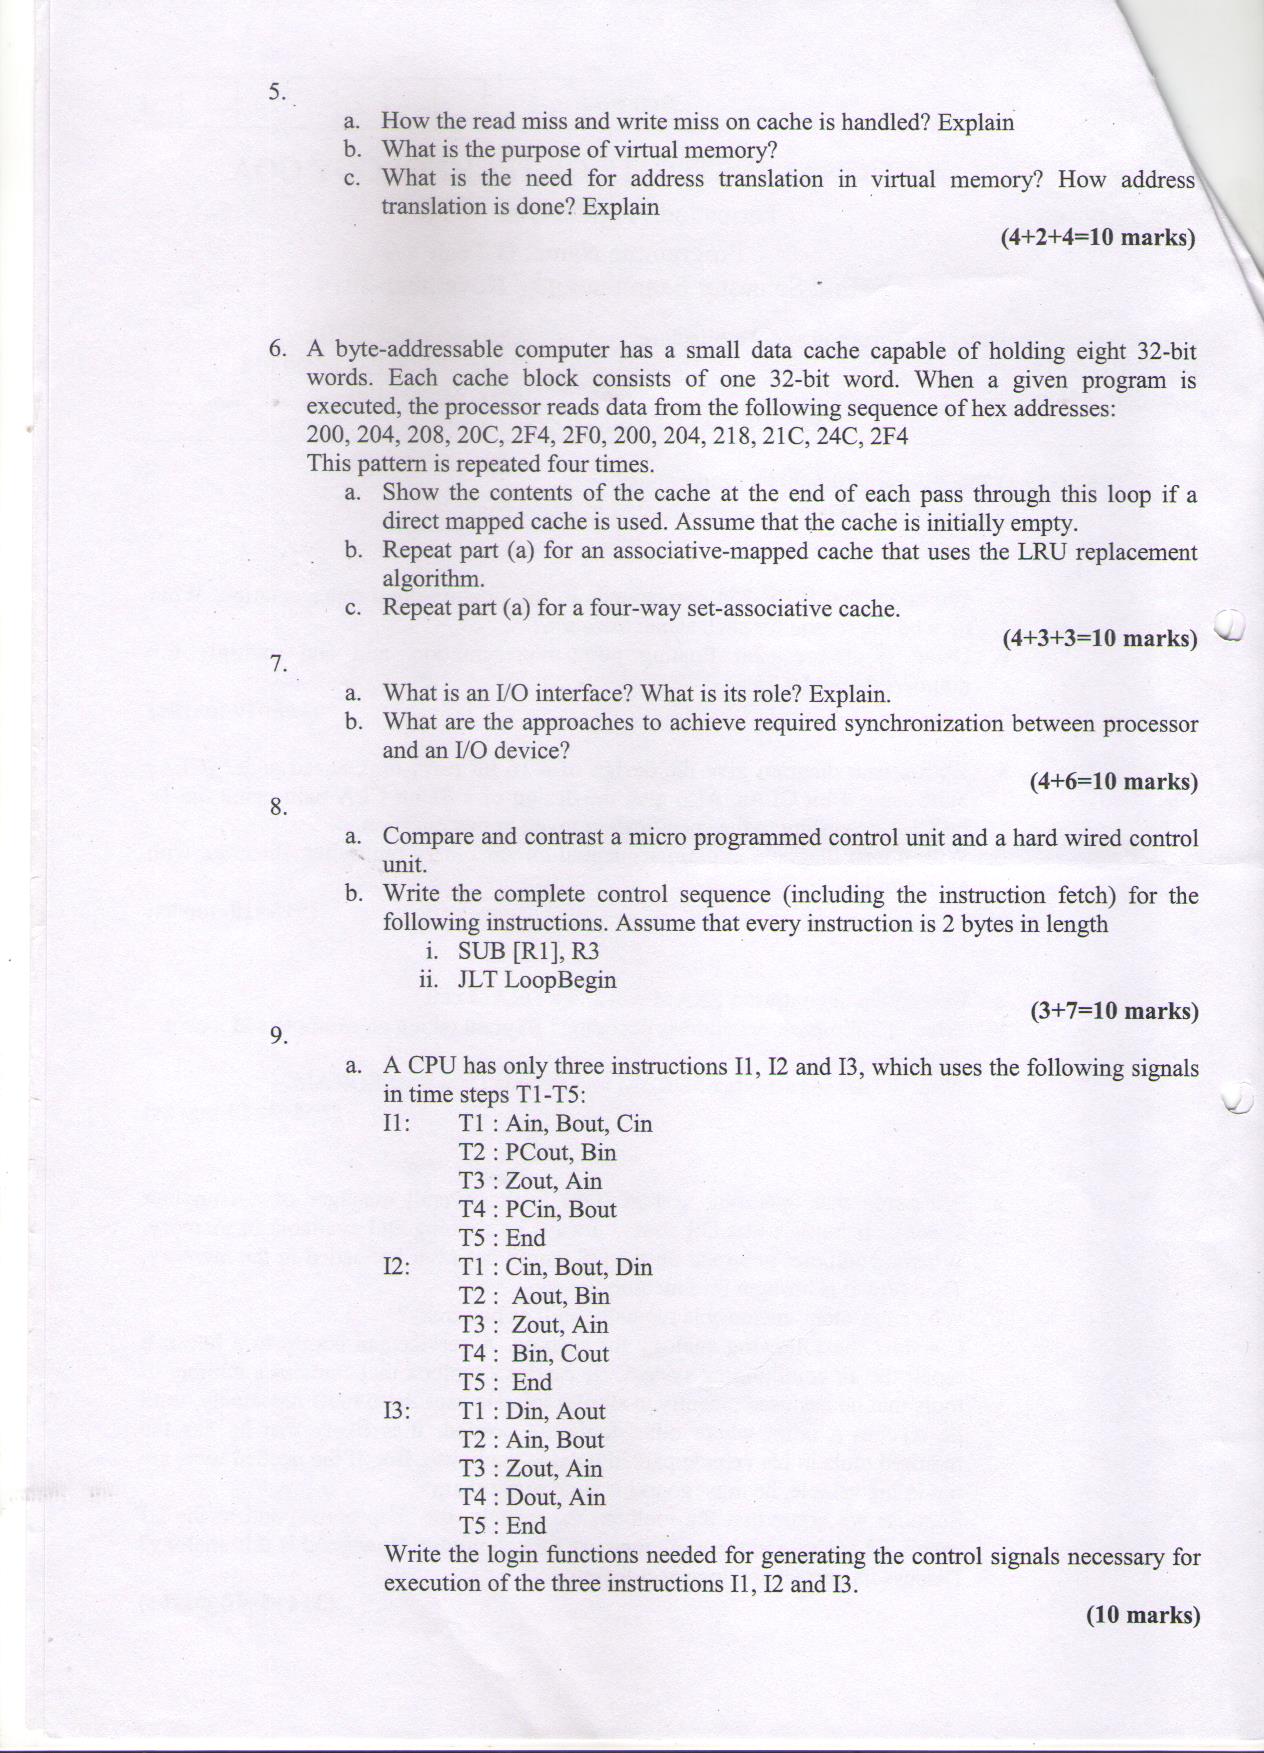 5.
a. How the read miss and write miss on cache is handled? Explain
b. What is the purpose of virtual memory?
c. What is the need for address translation in virtual memory? How address
translation is done? Explain
(4+2+4=10 marks)
6. A byte-addressable computer has a small data cache capable of holding eight 32-bit
words. Each cache block consists of one 32-bit word. When a given program is
executed, the processor reads data from the following sequence of hex addresses:
200, 204, 208, 20C, 2F4, 2F0, 200, 204, 218, 21C, 24C, 2F4
This pattern is repeated four times.
a. Show the contents of the cache at the end of each pass through this loop if a
direct mapped cache is used. Assume that the cache is initially empty.
b. Repeat part (a) for an associative-mapped cache that uses the LRU replacement
algorithm.
c. Repeat part (a) for a four-way set-associative cache.
(4+3+3=10 marks)
7.
a. What is an I/O interface? What is its role? Explain.
b. What are the approaches to achieve required synchronization between processor
and an I/O device?
(4+6=10 marks)
8.
a. Compare and contrast a micro programmed control unit and a hard wired control
unit.
b. Write the complete control sequence (including the instruction fetch) for the
following instructions. Assume that every instruction is 2 bytes in length
i. SUB [R1], R3
ii. JLT LoopBegin
(3+7=10 marks)
9.
a. A CPU has only three instructions I1, I2 and I3, which uses the following signals
in time steps T1-T5:
I1: T1 : Ain, Bout, Cin
T2 : PCout, Bin
T3 : Zout, Ain
T4 : PCin, Bout
T5 : End
I2: T1 : Cin, Bout, Din
T2 : Aout, Bin
T3 : Zout, Ain
T4 : Bin, Cout
T5 : End
I3: T1 : Din, Aout
T2 : Ain, Bout
T3 : Zout, Ain
T4 : Dout, Ain
T5 : End
Write the login functions needed for generating the control signals necessary for
execution of the three instructions I1, I2 and I3.
(10 marks)